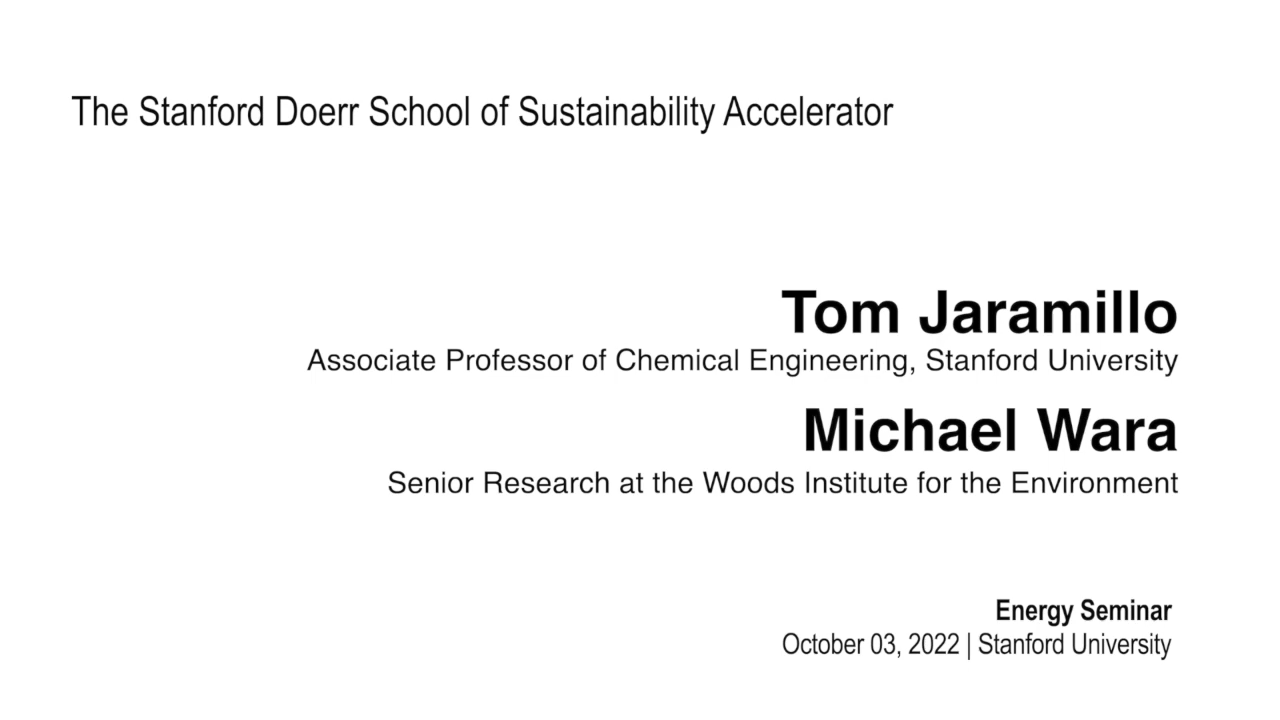 The Stanford Doerr School of Sustainability Accelerator
Tom Jaramillo
Associate Professor of Chemical Engineering, Stanford University
Michael Wara
Senior Research at the Woods Institute for the Environment
Energy Seminar
October 03, 2022 | Stanford University